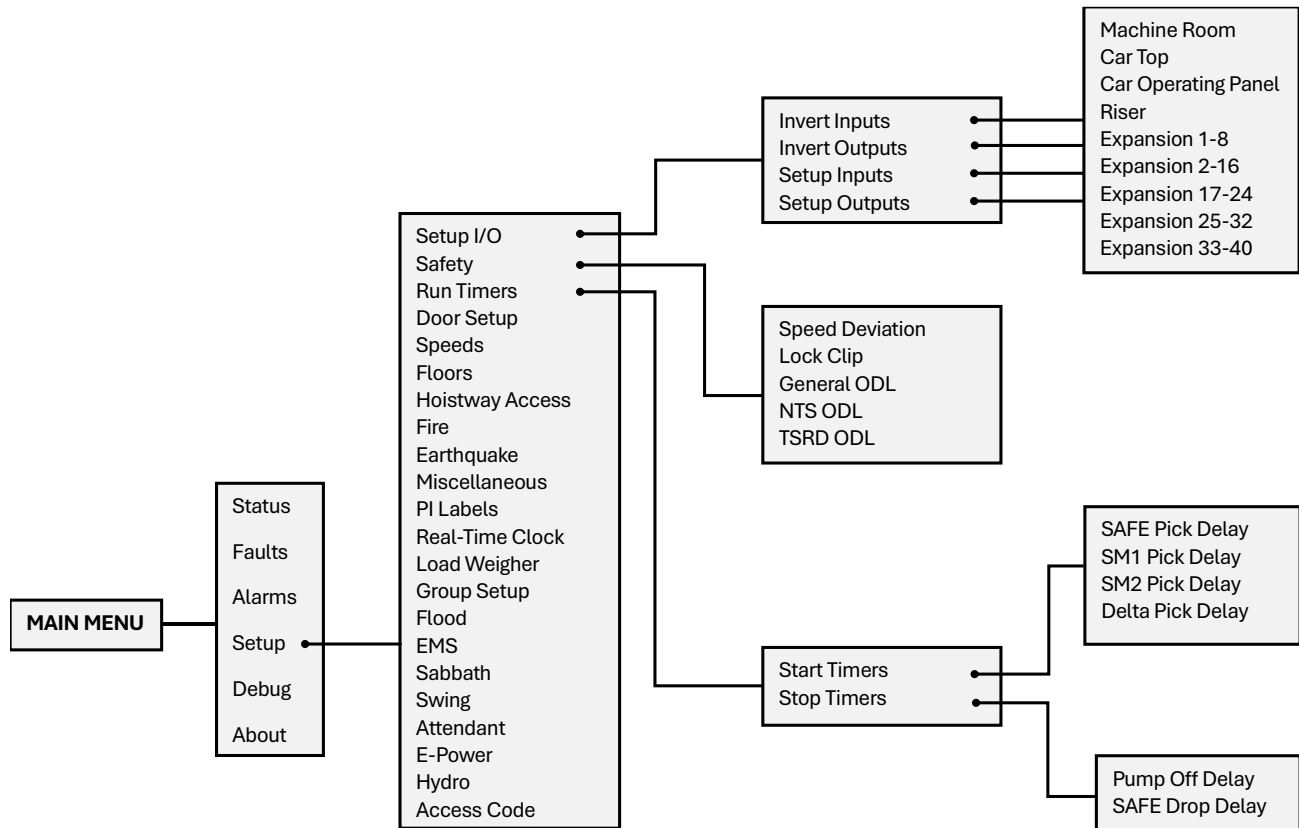 MAIN MENU
Status
Faults
Alarms
Setup
Debug
About
Setup I/O
Safety
Run Timers
Door Setup
Speeds
Floors
Hoistway Access
Fire
Earthquake
Miscellaneous
PI Labels
Real-Time Clock
Load Weigher
Group Setup
Flood
EMS
Sabbath
Swing
Attendant
E-Power
Hydro
Access Code
Invert Inputs
Invert Outputs
Setup Inputs
Setup Outputs
Machine Room
Car Top
Car Operating Panel
Riser
Expansion 1-8
Expansion 2-16
Expansion 17-24
Expansion 25-32
Expansion 33-40
Speed Deviation
Lock Clip
General ODL
NTS ODL
TSRD ODL
Start Timers
Stop Timers
SAFE Pick Delay
SM1 Pick Delay
SM2 Pick Delay
Delta Pick Delay
Pump Off Delay
SAFE Drop Delay